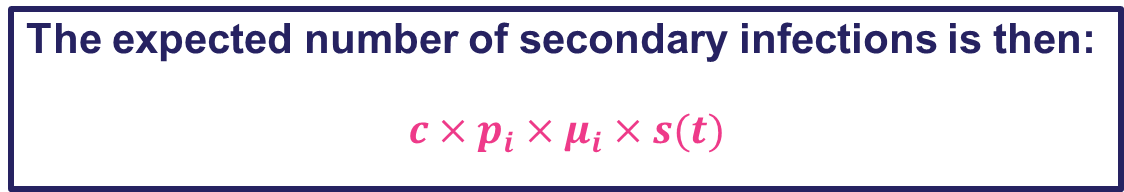 The expected number of secondary infections is then:
c × pᵢ × μᵢ × s(t)